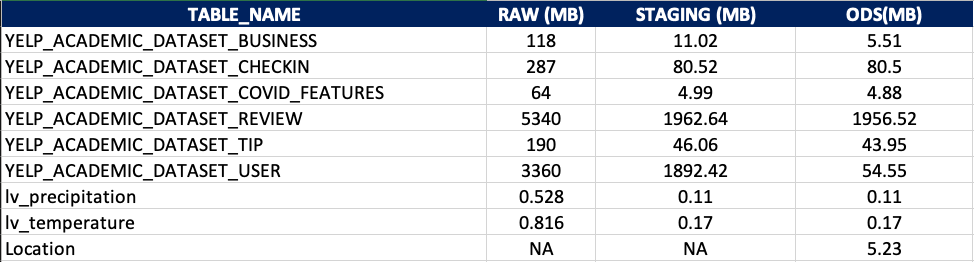 TABLE_NAME RAW (MB) STAGING (MB) ODS(MB)
YELP_ACADEMIC_DATASET_BUSINESS 118 11.02 5.51
YELP_ACADEMIC_DATASET_CHECKIN 287 80.52 80.5
YELP_ACADEMIC_DATASET_COVID_FEATURES 64 4.99 4.88
YELP_ACADEMIC_DATASET_REVIEW 5340 1962.64 1956.52
YELP_ACADEMIC_DATASET_TIP 190 46.06 43.95
YELP_ACADEMIC_DATASET_USER 3360 1892.42 54.55
lv_precipitation 0.528 0.11 0.11
lv_temperature 0.816 0.17 0.17
Location NA NA 5.23